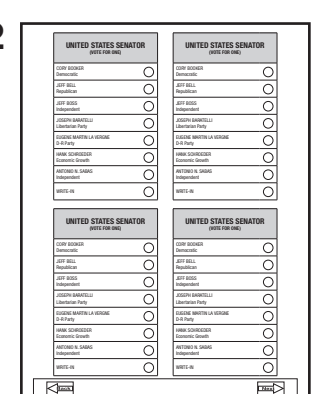 2
UNITED STATES SENATOR
(VOTE FOR ONE)
CORY BOOKER
Democratic
JEFF BELL
Republican
JEFF BOSS
Independent
JOSEPH BARATELLI
Libertarian Party
EUGENE MARTIN LA VERGNE
D-R Party
HANK SCHROEDER
Economic Growth
ANTONIO N. SABAS
Independent
WRITE-IN
UNITED STATES SENATOR
(VOTE FOR ONE)
CORY BOOKER
Democratic
JEFF BELL
Republican
JEFF BOSS
Independent
JOSEPH BARATELLI
Libertarian Party
EUGENE MARTIN LA VERGNE
D-R Party
HANK SCHROEDER
Economic Growth
ANTONIO N. SABAS
Independent
WRITE-IN
UNITED STATES SENATOR
(VOTE FOR ONE)
CORY BOOKER
Democratic
JEFF BELL
Republican
JEFF BOSS
Independent
JOSEPH BARATELLI
Libertarian Party
EUGENE MARTIN LA VERGNE
D-R Party
HANK SCHROEDER
Economic Growth
ANTONIO N. SABAS
Independent
WRITE-IN
UNITED STATES SENATOR
(VOTE FOR ONE)
CORY BOOKER
Democratic
JEFF BELL
Republican
JEFF BOSS
Independent
JOSEPH BARATELLI
Libertarian Party
EUGENE MARTIN LA VERGNE
D-R Party
HANK SCHROEDER
Economic Growth
ANTONIO N. SABAS
Independent
WRITE-IN